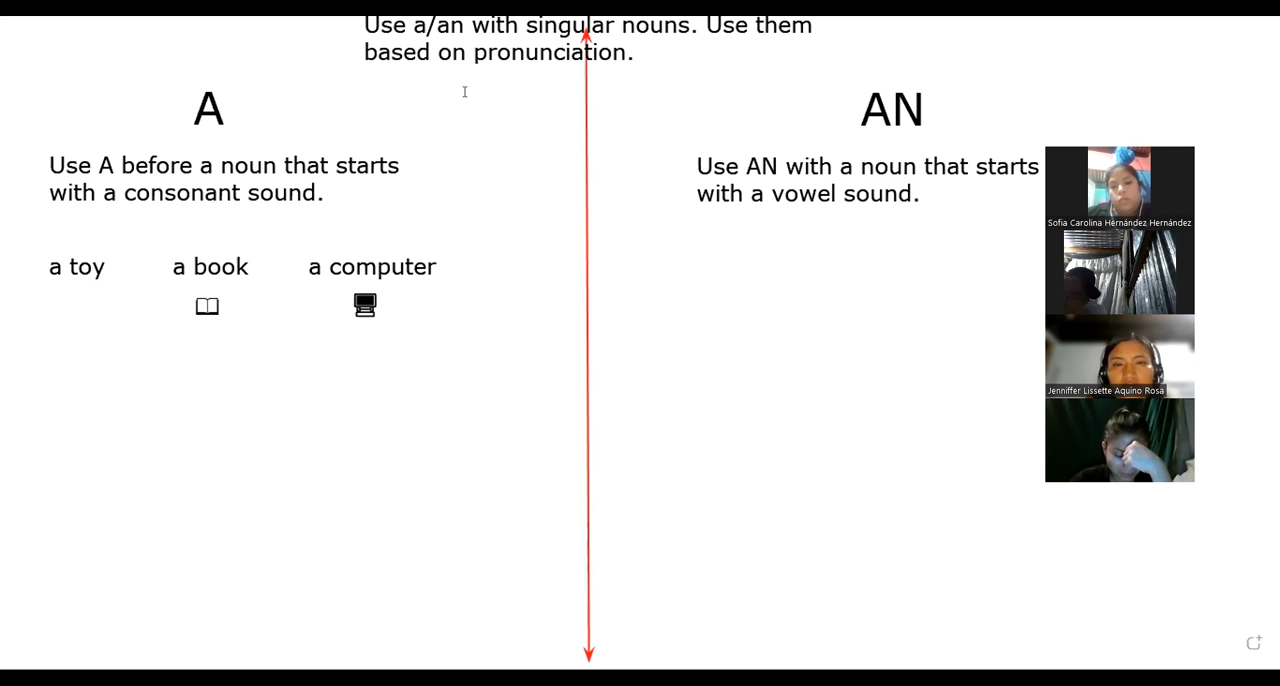 Use a/an with singular nouns. Use them
based on pronunciation.
A
Use A before a noun that starts
with a consonant sound.
a toy a book a computer
AN
Use AN with a noun that starts
with a vowel sound.
Sofia Carolina Hernández Hernández
Jenniffer Lissette Aquino Rosa